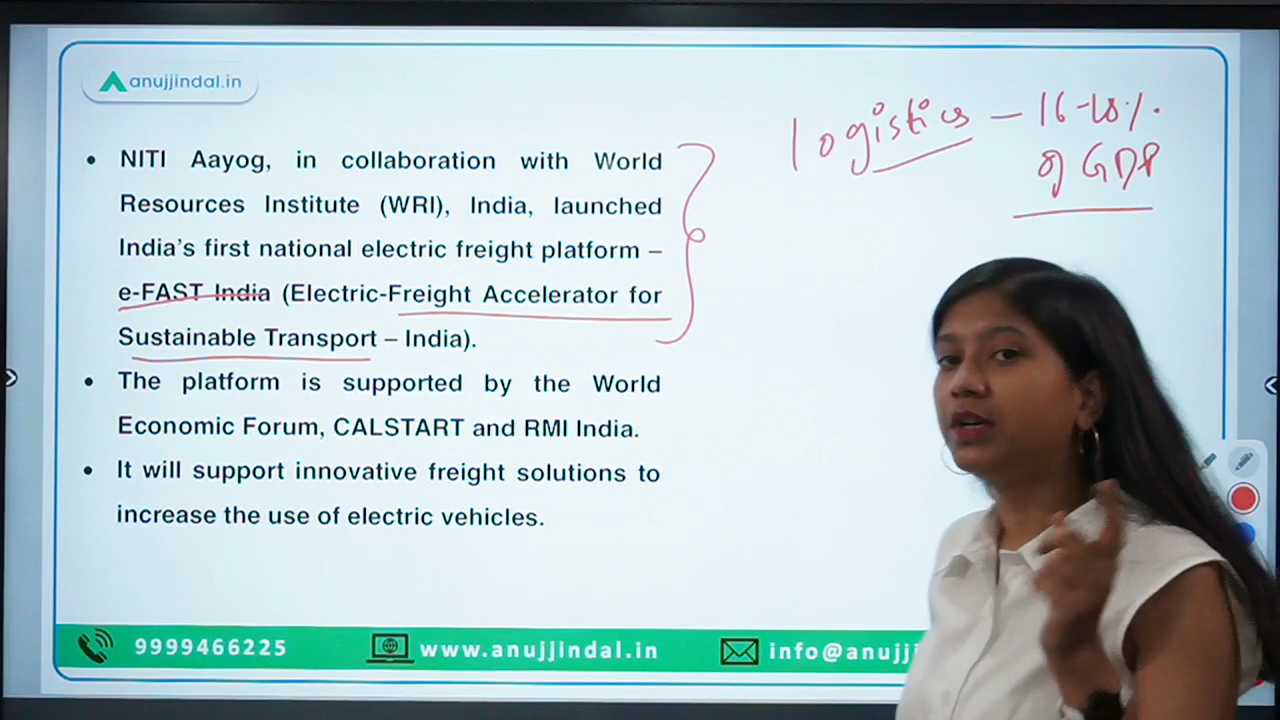 anujjindal.in
logistics – 16-18%
of GDP
• NITI Aayog, in collaboration with World
Resources Institute (WRI), India, launched
India's first national electric freight platform –
e-FAST India (Electric-Freight Accelerator for
Sustainable Transport – India).
• The platform is supported by the World
Economic Forum, CALSTART and RMI India.
• It will support innovative freight solutions to
increase the use of electric vehicles.
9999466225 www.anujjindal.in info@anujji